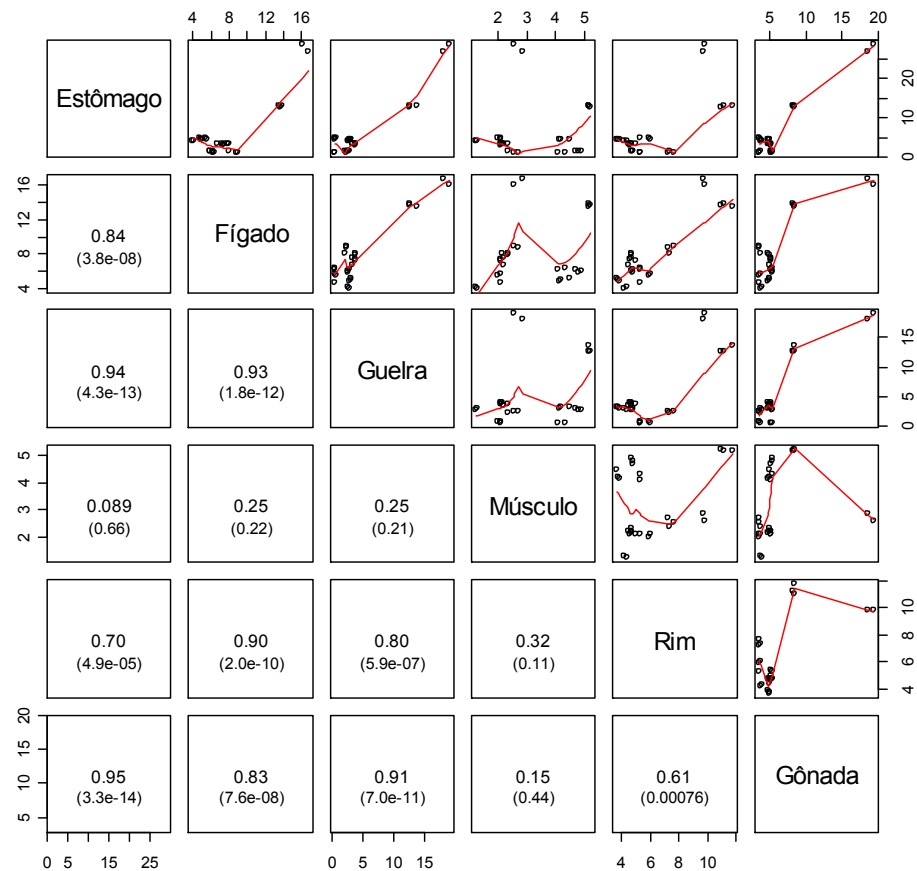 4 8 12 16
2 3 4 5
5 10 15 20
Estômago
0 10 20
4 8 12 16
0.84
(3.8e-08)
Fígado
0.94
(4.3e-13)
0.93
(1.8e-12)
Guelra
0 5 10 15
2 3 4 5
0.089
(0.66)
0.25
(0.22)
0.25
(0.21)
Músculo
0.70
(4.9e-05)
0.90
(2.0e-10)
0.80
(5.9e-07)
0.32
(0.11)
Rim
4 6 8 10
5 10 15 20
0.95
(3.3e-14)
0.83
(7.6e-08)
0.91
(7.0e-11)
0.15
(0.44)
0.61
(0.00076)
Gônada
0 5 10 15 25
0 5 10 15
4 6 8 10